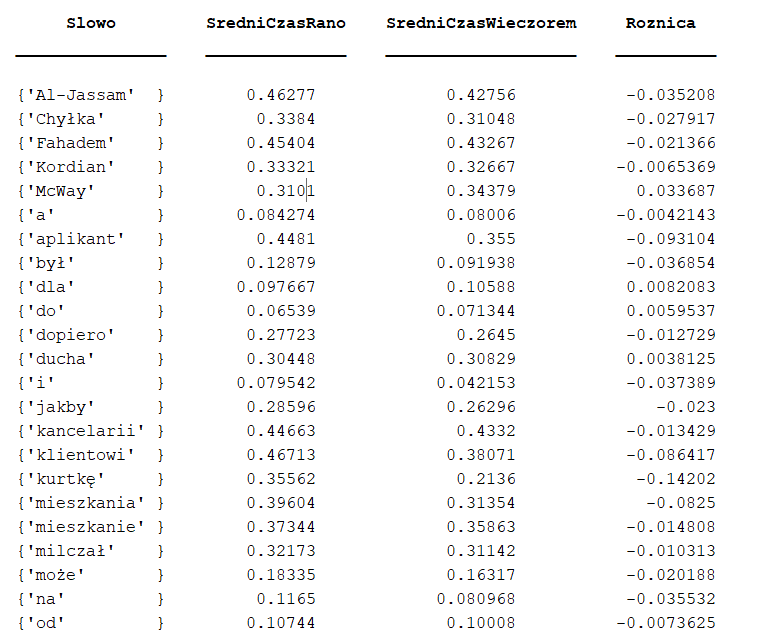 Slowo SredniCzasRano SredniCzasWieczorem Roznica
{'Al-Jassam' } 0.46277 0.42756 -0.035208
{'Chyłka' } 0.3384 0.31048 -0.027917
{'Fahadem' } 0.45404 0.43267 -0.021366
{'Kordian' } 0.33321 0.32667 -0.0065369
{'McWay' } 0.3101 0.34379 0.033687
{'a' } 0.084274 0.08006 -0.0042143
{'aplikant' } 0.4481 0.355 -0.093104
{'był' } 0.12879 0.091938 -0.036854
{'dla' } 0.097667 0.10588 0.0082083
{'do' } 0.06539 0.071344 0.0059537
{'dopiero' } 0.27723 0.2645 -0.012729
{'ducha' } 0.30448 0.30829 0.0038125
{'i' } 0.079542 0.042153 -0.037389
{'jakby' } 0.28596 0.26296 -0.023
{'kancelarii' } 0.44663 0.4332 -0.013429
{'klientowi' } 0.46713 0.38071 -0.086417
{'kurtkę' } 0.35562 0.2136 -0.14202
{'mieszkania' } 0.39604 0.31354 -0.0825
{'mieszkanie' } 0.37344 0.35863 -0.014808
{'milczał' } 0.32173 0.31142 -0.010313
{'może' } 0.18335 0.16317 -0.020188
{'na' } 0.1165 0.080968 -0.035532
{'od' } 0.10744 0.10008 -0.0073625